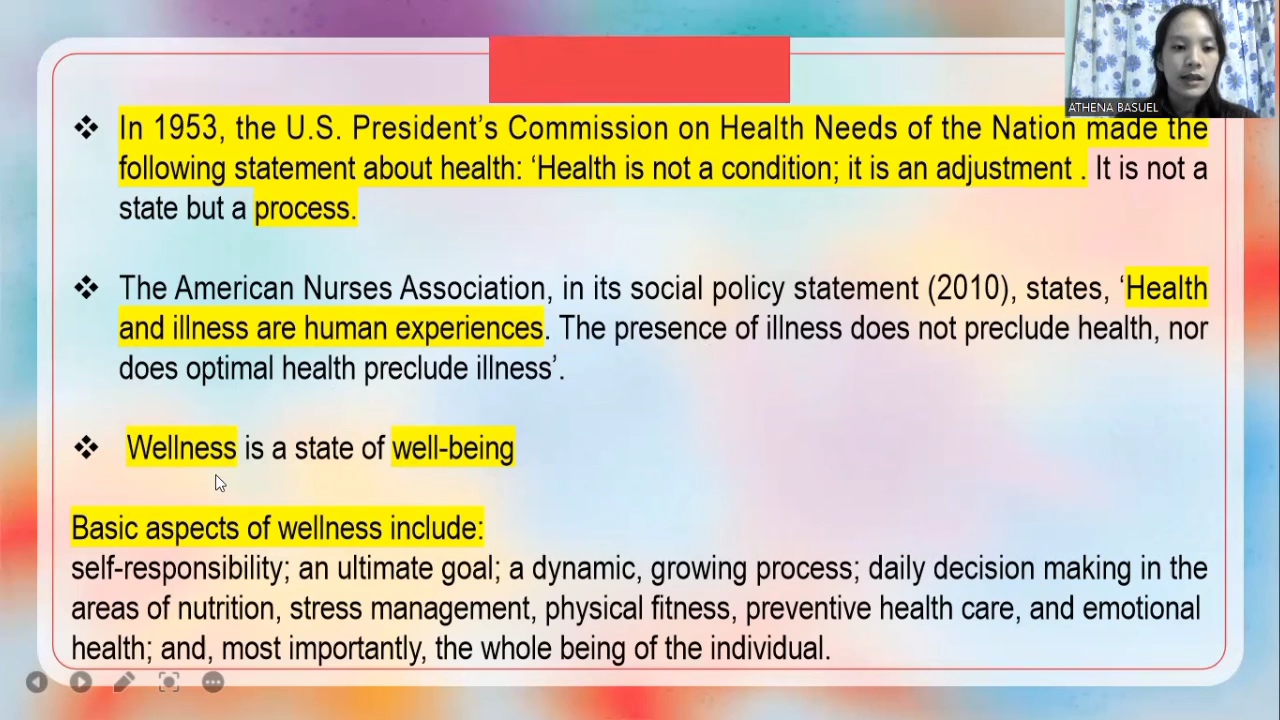 ATHENA BASUEL
❖ In 1953, the U.S. President’s Commission on Health Needs of the Nation made the
following statement about health: ‘Health is not a condition; it is an adjustment . It is not a
state but a process.
❖ The American Nurses Association, in its social policy statement (2010), states, ‘Health
and illness are human experiences. The presence of illness does not preclude health, nor
does optimal health preclude illness’.
❖ Wellness is a state of well-being
Basic aspects of wellness include:
self-responsibility; an ultimate goal; a dynamic, growing process; daily decision making in the
areas of nutrition, stress management, physical fitness, preventive health care, and emotional
health; and, most importantly, the whole being of the individual.